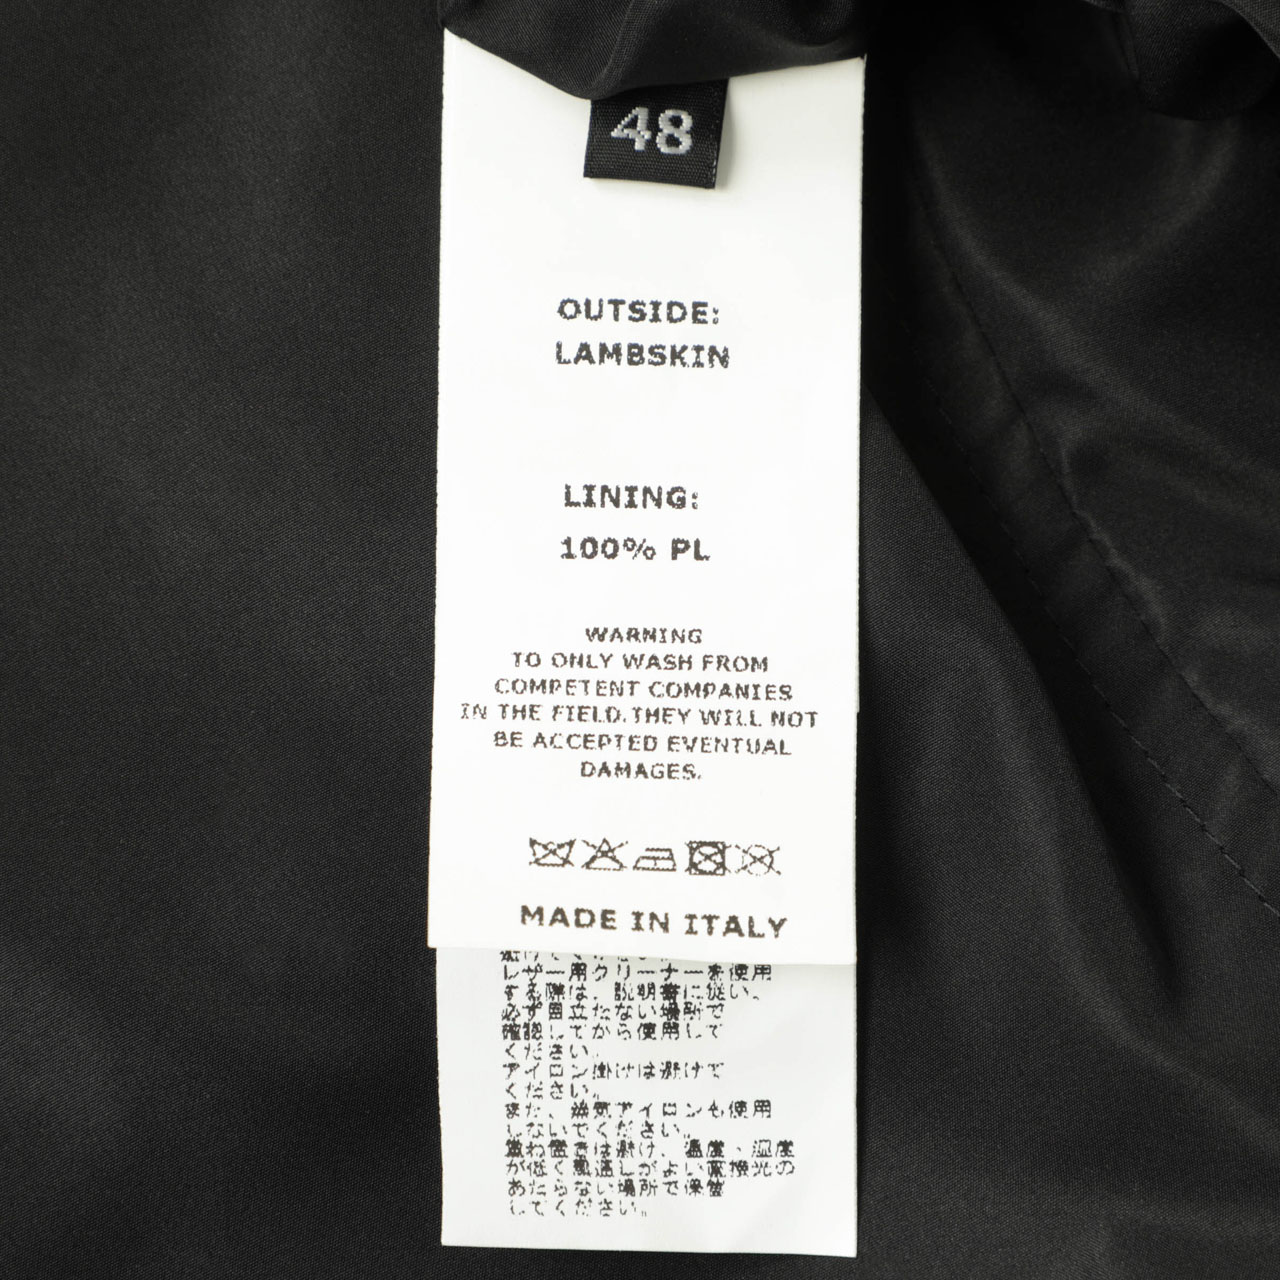 48
OUTSIDE:
LAMBSKIN
LINING:
100% PL
WARNING
TO ONLY WASH FROM
COMPETENT COMPANIES
IN THE FIELD.THEY WILL NOT
BE ACCEPTED EVENTUAL
DAMAGES.
MADE IN ITALY
レザー用クリーナーを使用
する際は、説明書に従い、
必ず目立たない場所で
確認してから使用して
ください。
アイロン掛けは避けて
ください。
また、蒸気アイロンも使用
しないでください。
重ね置きは避け、温度・湿度
が低く風通しがよい直接光の
あたらない場所で保管
してください。